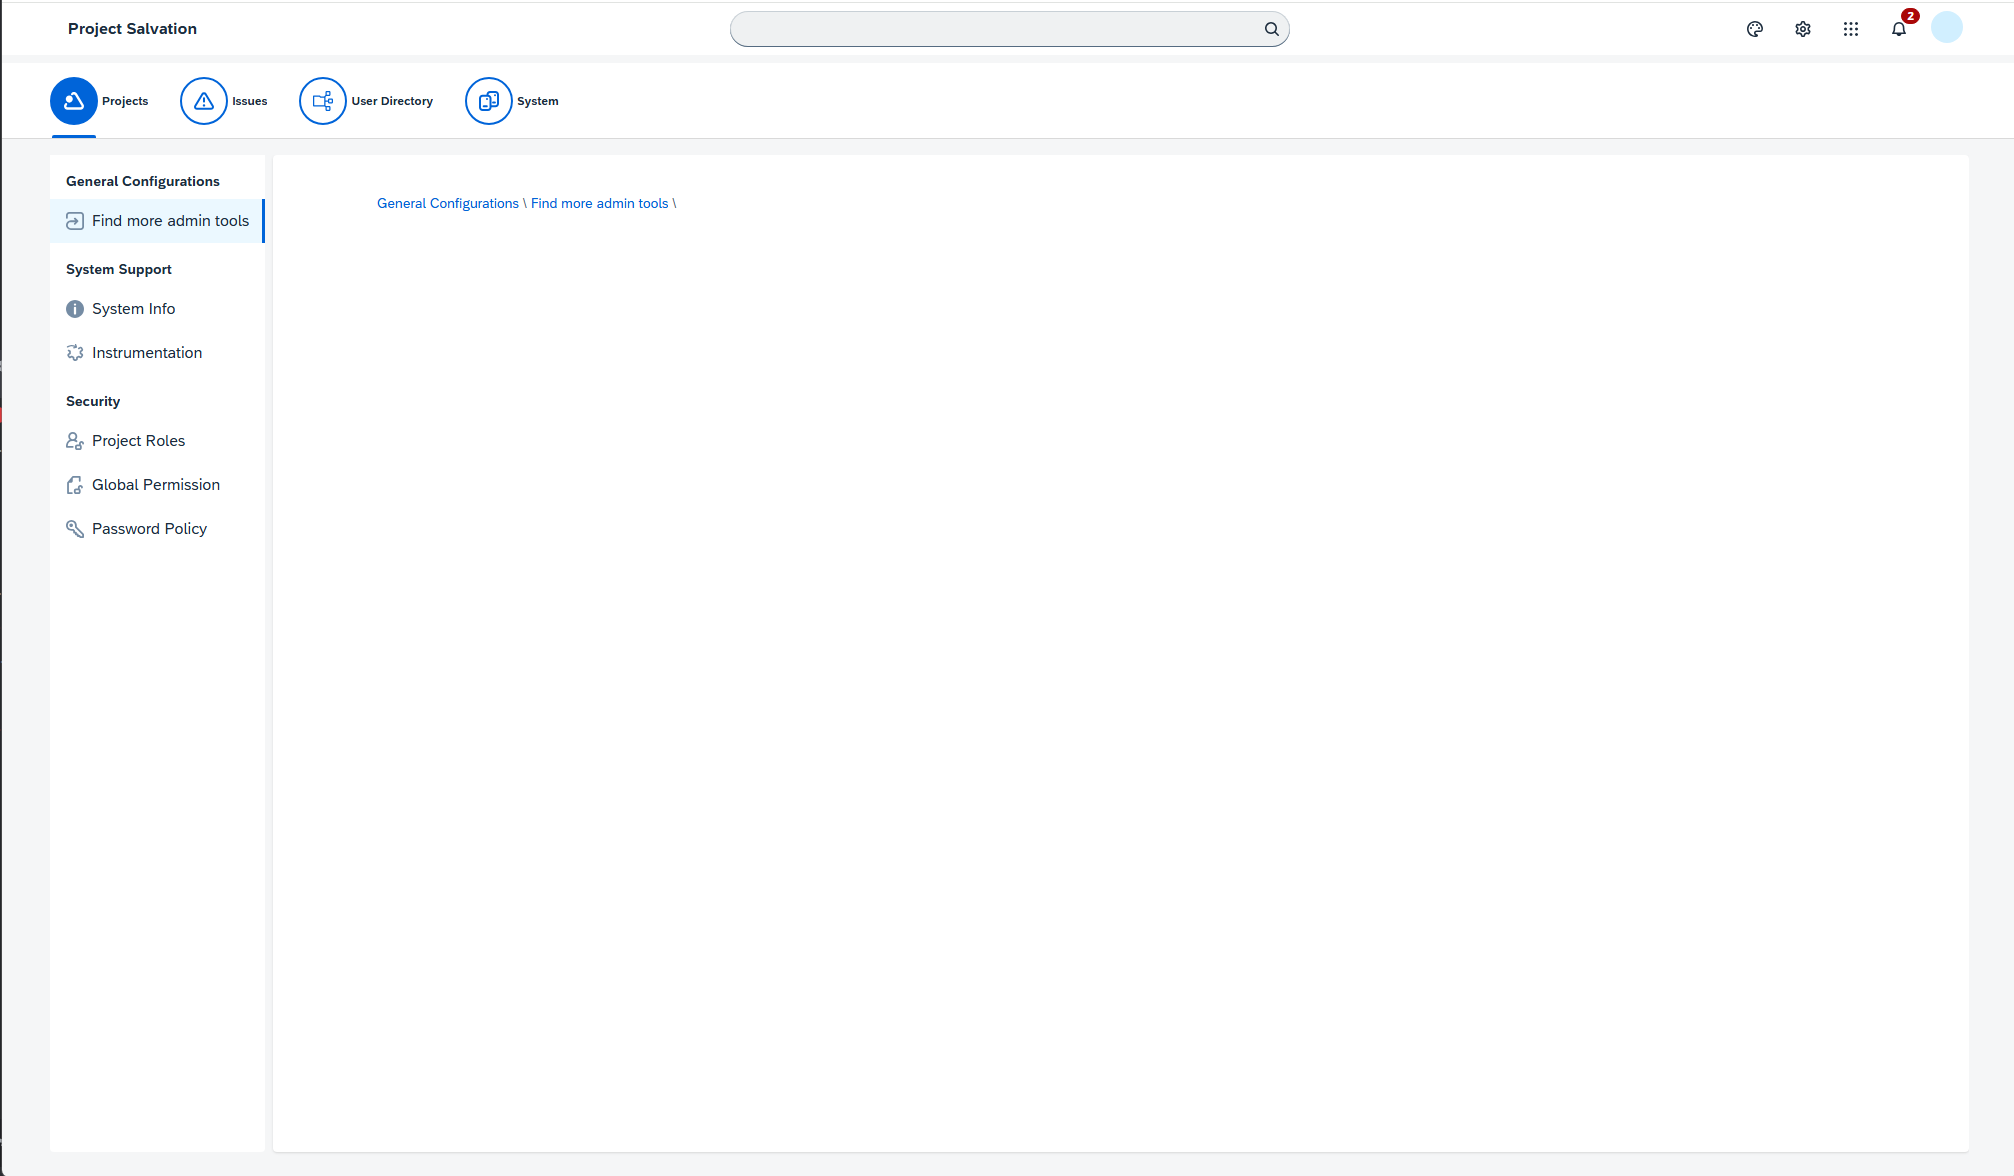 Project Salvation
2
Projects
Issues
User Directory
System
General Configurations
Find more admin tools
System Support
System Info
Instrumentation
Security
Project Roles
Global Permission
Password Policy
General Configurations \ Find more admin tools \